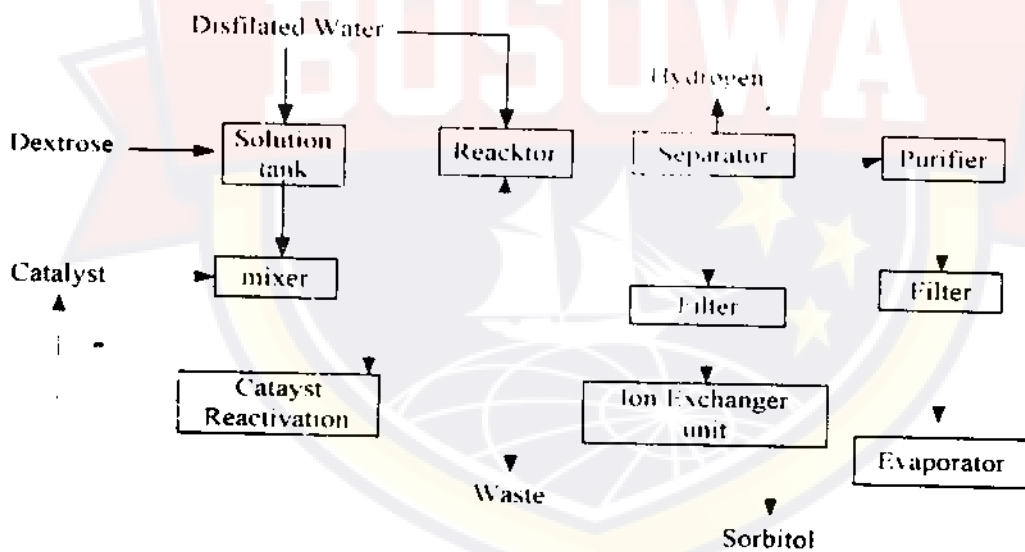 BOSOWA
Disfilated Water
Hydrogen
Dextrose
Solution
tank
Reacktor
Separator
Purifier
Catalyst
mixer
Filter
Filter
Catayst
Reactivation
Ion Exchanger
unit
Evaporator
Waste
Sorbitol